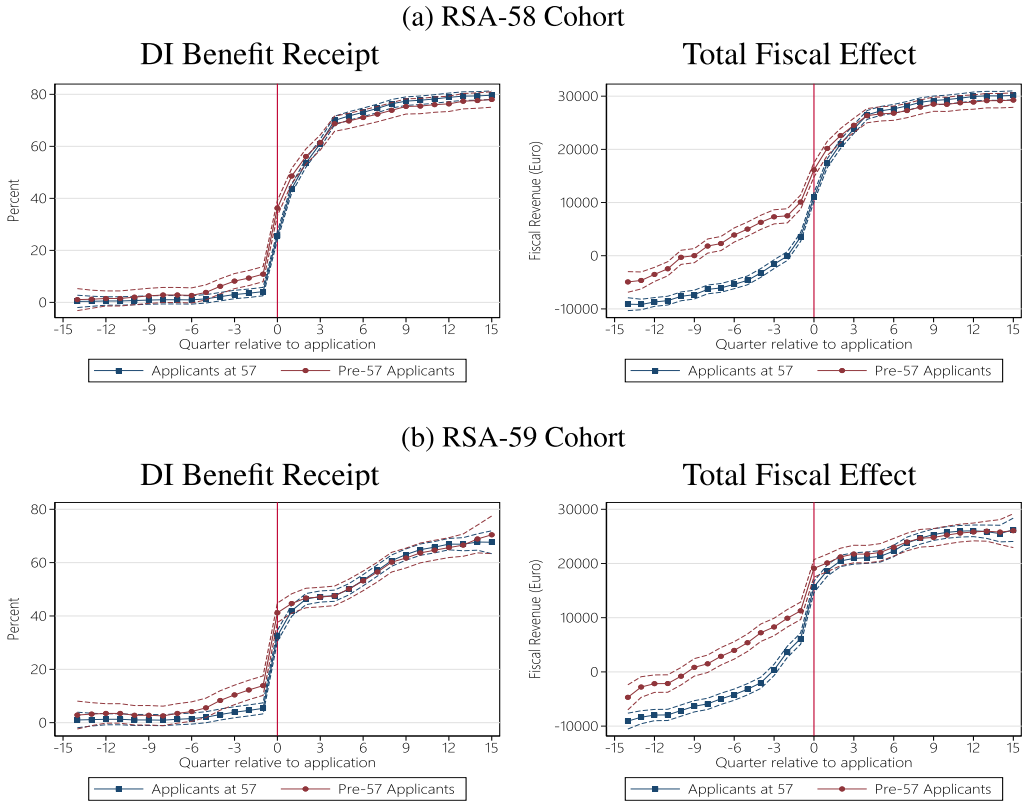 (a) RSA-58 Cohort
DI Benefit Receipt
80
60
40
20
0
Percent
-15 -12 -9 -6 -3 0 3 6 9 12 15
Quarter relative to application
Applicants at 57 Pre-57 Applicants
Total Fiscal Effect
30000
20000
10000
0
-10000
Fiscal Revenue (Euro)
-15 -12 -9 -6 -3 0 3 6 9 12 15
Quarter relative to application
Applicants at 57 Pre-57 Applicants
(b) RSA-59 Cohort
DI Benefit Receipt
80
60
40
20
0
Percent
-15 -12 -9 -6 -3 0 3 6 9 12 15
Quarter relative to application
Applicants at 57 Pre-57 Applicants
Total Fiscal Effect
30000
20000
10000
0
-10000
Fiscal Revenue (Euro)
-15 -12 -9 -6 -3 0 3 6 9 12 15
Quarter relative to application
Applicants at 57 Pre-57 Applicants